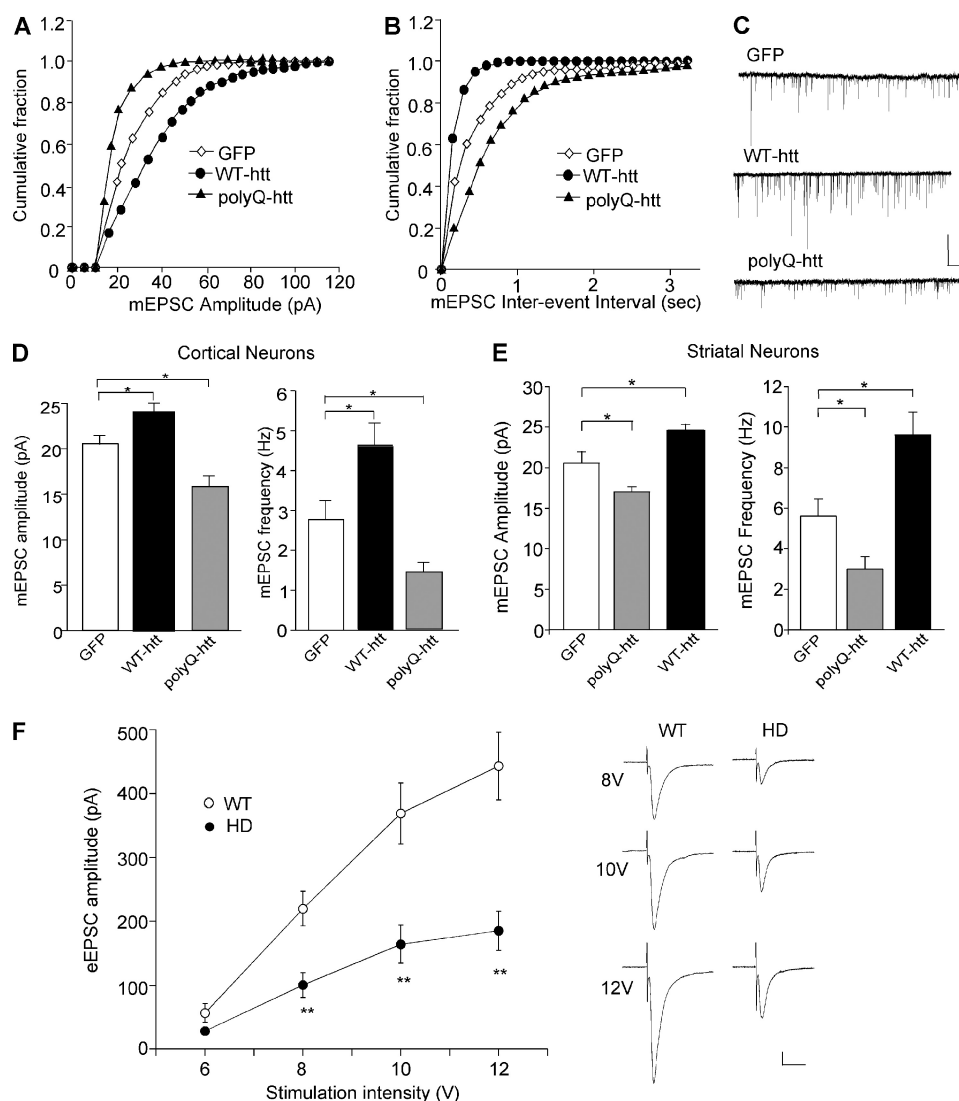 A
1.2
1.0
0.8
0.6
0.4
0.2
0
Cumulative fraction
GFP
WT-htt
polyQ-htt
20 40 60 80 100 120
mEPSC Amplitude (pA)
B
1.2
1.0
0.8
0.6
0.4
0.2
0
Cumulative fraction
GFP
WT-htt
polyQ-htt
0 1 2 3
mEPSC Inter-event Interval (sec)
C
GFP
WT-htt
polyQ-htt
D
Cortical Neurons
25
20
15
10
5
0
mEPSC amplitude (pA)
*
*
GFP
WT-htt
polyQ-htt
6
5
4
3
2
1
0
mEPSC frequency (Hz)
*
*
GFP
WT-htt
polyQ-htt
E
Striatal Neurons
30
25
20
15
10
5
0
mEPSC Amplitude (pA)
*
*
GFP
polyQ-htt
WT-htt
12
10
8
6
4
2
0
mEPSC Frequency (Hz)
*
*
GFP
polyQ-htt
WT-htt
F
500
400
300
200
100
0
eEPSC amplitude (pA)
WT
HD
**
**
**
6 8 10 12
Stimulation intensity (V)
WT HD
8V
10V
12V